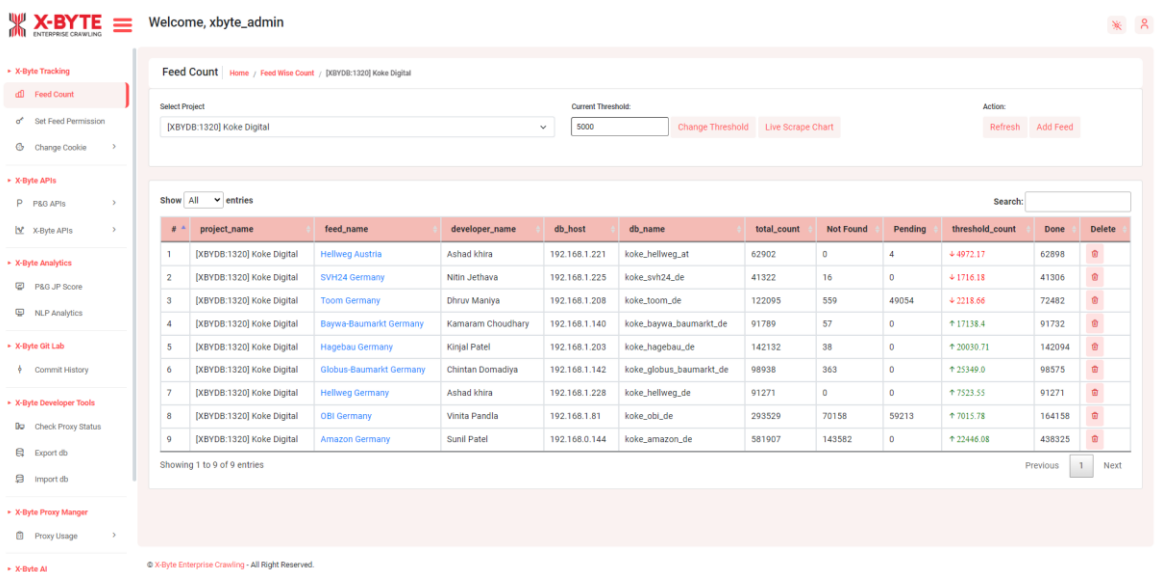 X-BYTE
ENTERPRISE CRAWLING
Welcome, xbyte_admin
X-Byte Tracking
Feed Count
Set Feed Permission
Change Cookie
X-Byte APIs
P P&G APIs
X-Byte APIs
X-Byte Analytics
P&G JP Score
NLP Analytics
X-Byte Git Lab
Commit History
X-Byte Developer Tools
Check Proxy Status
Export db
Import db
X-Byte Proxy Manger
Proxy Usage
X-Byte AI
Feed Count Home / Feed Wise Count / [XBYDB:1320] Koke Digital
Select Project Current Threshold: Action:
[XBYDB:1320] Koke Digital 5000 Change Threshold Live Scrape Chart Refresh Add Feed
Show All entries Search:
# project_name feed_name developer_name db_host db_name total_count Not Found Pending threshold_count Done Delete
1 [XBYDB:1320] Koke Digital Hellweg Austria Ashad khira 192.168.1.221 koke_hellweg_at 62902 0 4 ↓ 4972.17 62898
2 [XBYDB:1320] Koke Digital SVH24 Germany Nitin Jethava 192.168.1.225 koke_svh24_de 41322 16 0 ↓ 1716.18 41306
3 [XBYDB:1320] Koke Digital Toom Germany Dhruv Maniya 192.168.1.208 koke_toom_de 122095 559 49054 ↓ 2218.66 72482
4 [XBYDB:1320] Koke Digital Baywa-Baumarkt Germany Kamaram Choudhary 192.168.1.140 koke_baywa_baumarkt_de 91789 57 0 ↑ 17138.4 91732
5 [XBYDB:1320] Koke Digital Hagebau Germany Kinjal Patel 192.168.1.203 koke_hagebau_de 142132 38 0 ↑ 20030.71 142094
6 [XBYDB:1320] Koke Digital Globus-Baumarkt Germany Chintan Domadiya 192.168.1.142 koke_globus_baumarkt_de 98938 363 0 ↑ 25349.0 98575
7 [XBYDB:1320] Koke Digital Hellweg Germany Ashad khira 192.168.1.228 koke_hellweg_de 91271 0 0 ↑ 7523.55 91271
8 [XBYDB:1320] Koke Digital OBI Germany Vinita Pandla 192.168.1.81 koke_obi_de 293529 70158 59213 ↑ 7015.78 164158
9 [XBYDB:1320] Koke Digital Amazon Germany Sunil Patel 192.168.0.144 koke_amazon_de 581907 143582 0 ↑ 22446.08 438325
Showing 1 to 9 of 9 entries Previous 1 Next
© X-Byte Enterprise Crawling - All Right Reserved.